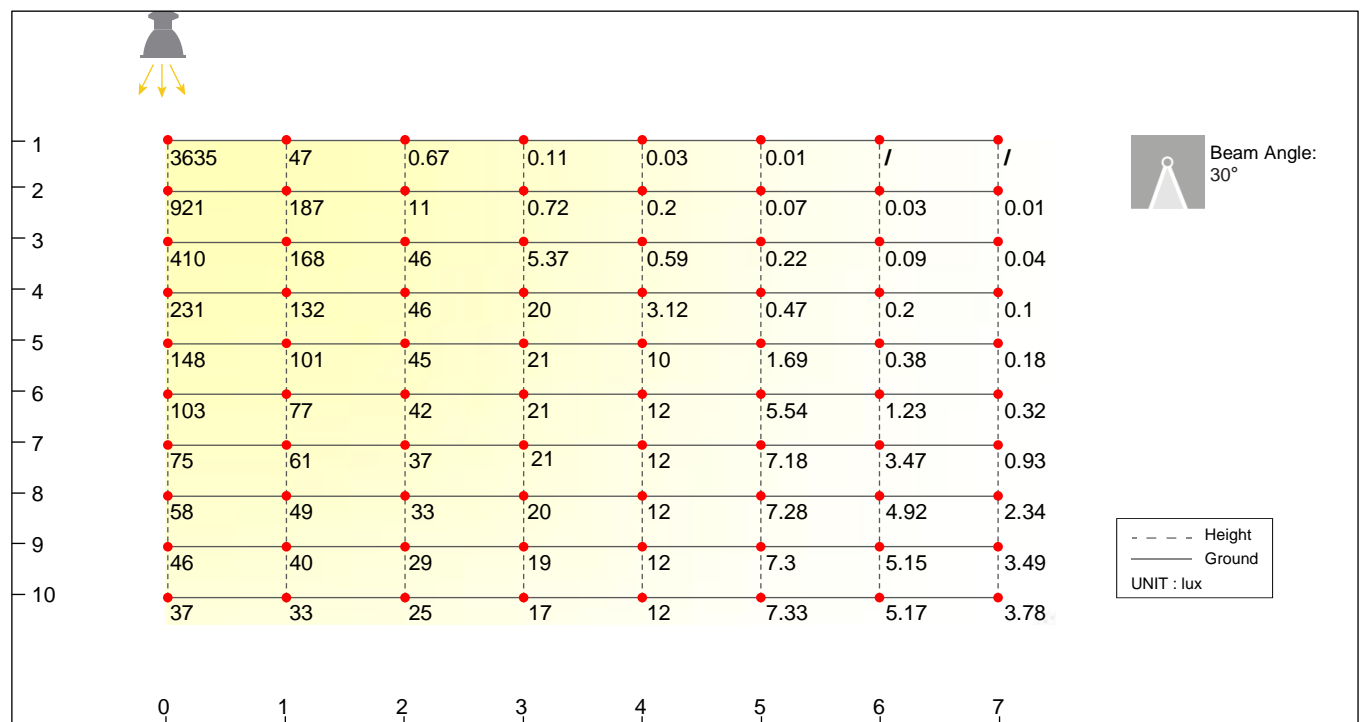 1
3635 47 0.67 0.11 0.03 0.01 / /
Beam Angle:
30°
2
921 187 11 0.72 0.2 0.07 0.03 0.01
3
410 168 46 5.37 0.59 0.22 0.09 0.04
4
231 132 46 20 3.12 0.47 0.2 0.1
5
148 101 45 21 10 1.69 0.38 0.18
6
103 77 42 21 12 5.54 1.23 0.32
7
75 61 37 21 12 7.18 3.47 0.93
8
58 49 33 20 12 7.28 4.92 2.34
9
46 40 29 19 12 7.3 5.15 3.49
10
37 33 25 17 12 7.33 5.17 3.78
Height
Ground
UNIT : lux
0 1 2 3 4 5 6 7